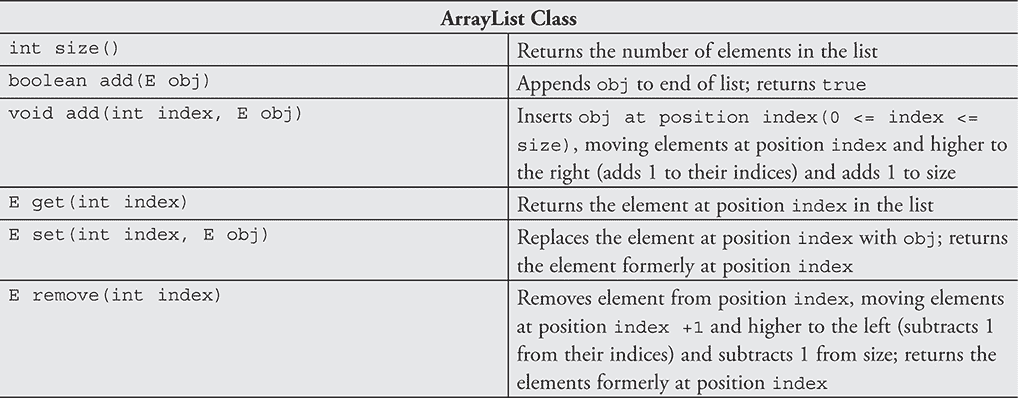 ArrayList Class
int size()
Returns the number of elements in the list
boolean add(E obj)
Appends obj to end of list; returns true
void add(int index, E obj)
Inserts obj at position index(0 <= index <=
size), moving elements at position index and higher to
the right (adds 1 to their indices) and adds 1 to size
E get(int index)
Returns the element at position index in the list
E set(int index, E obj)
Replaces the element at position index with obj; returns
the element formerly at position index
E remove(int index)
Removes element from position index, moving elements
at position index +1 and higher to the left (subtracts 1
from their indices) and subtracts 1 from size; returns the
elements formerly at position index